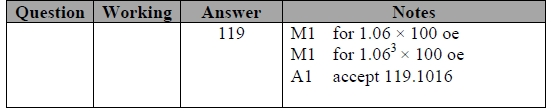 Question Working Answer Notes
119 M1 for 1.06 × 100 oe
M1 for 1.06³ × 100 oe
A1 accept 119.1016